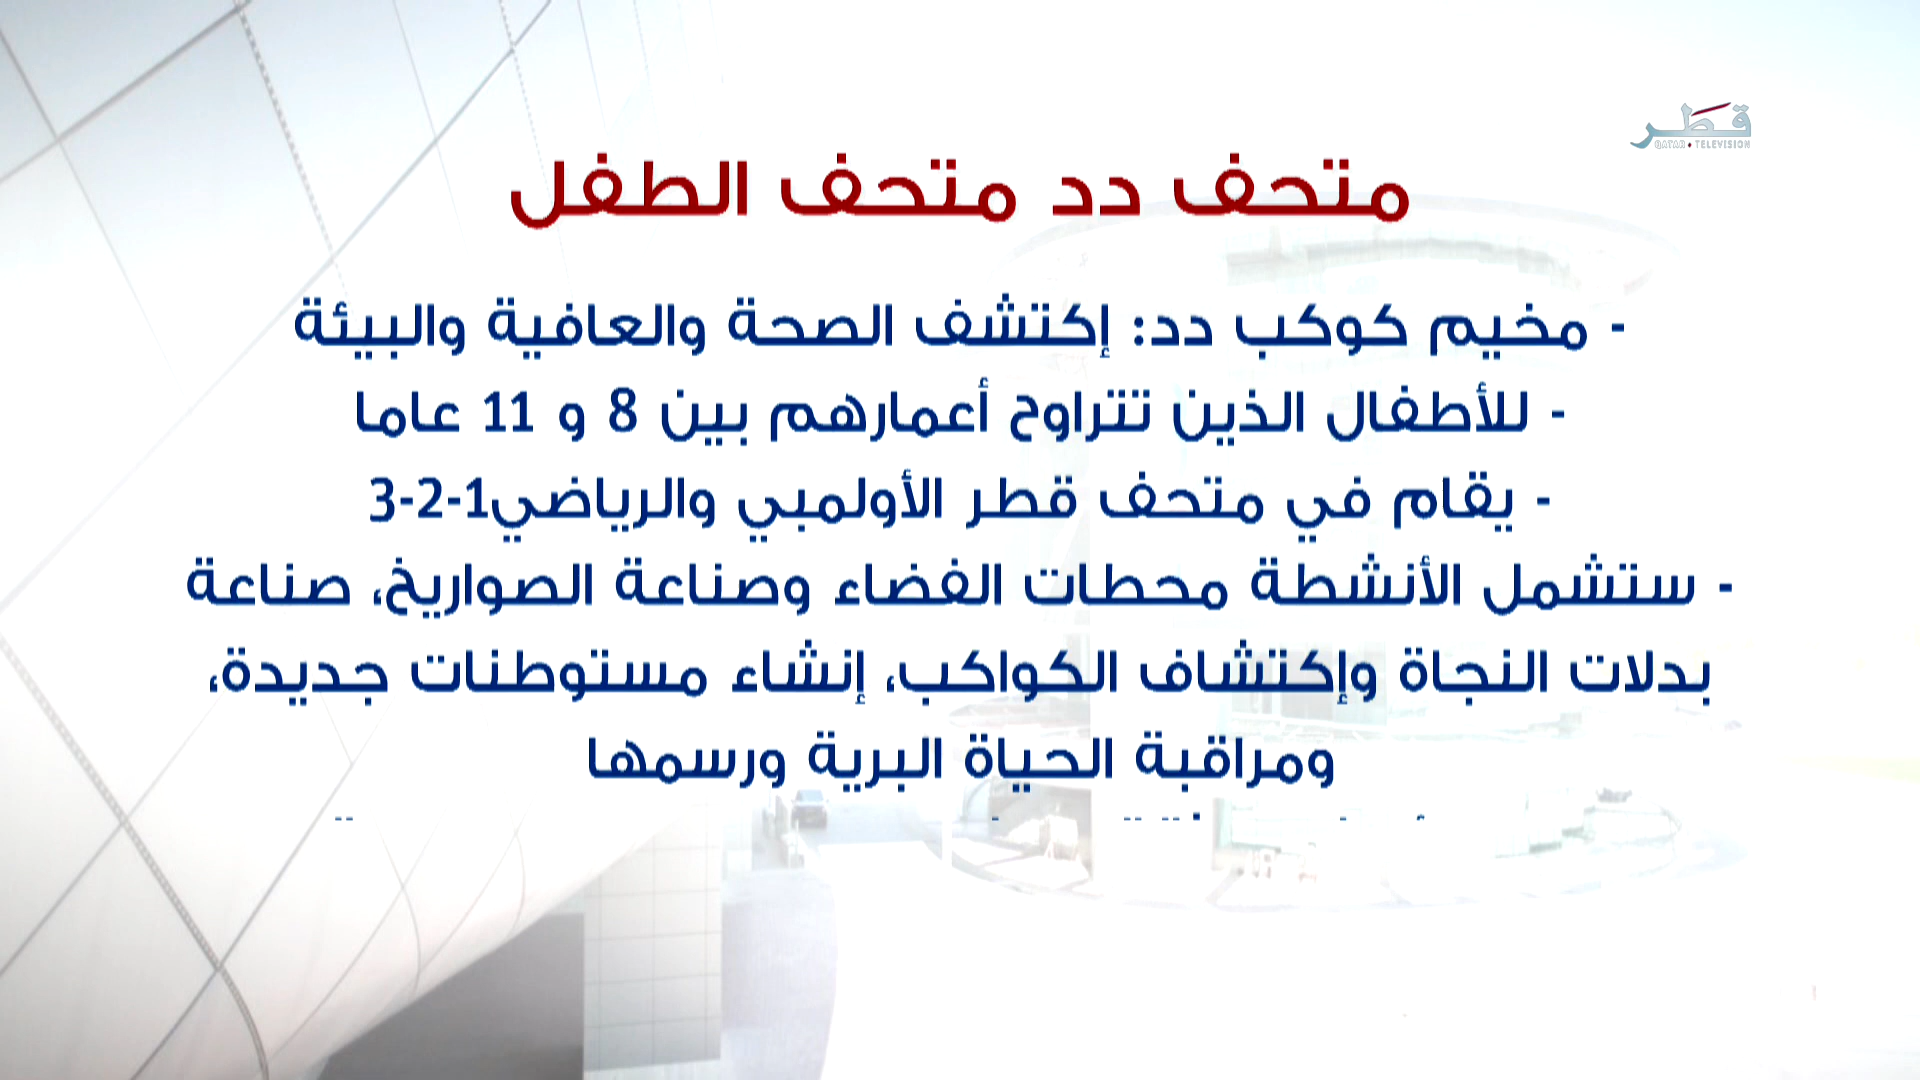 قطر
QATAR TELEVISION
متحف دد متحف الطفل
- مخيم كوكب دد: إكتشف الصحة والعافية والبيئة
- للأطفال الذين تتراوح أعمارهم بين 8 و 11 عاما
- يقام في متحف قطر الأولمبي والرياضي1-2-3
- ستشمل الأنشطة محطات الفضاء وصناعة الصواريخ، صناعة
بدلات النجاة وإكتشاف الكواكب، إنشاء مستوطنات جديدة،
ومراقبة الحياة البرية ورسمها